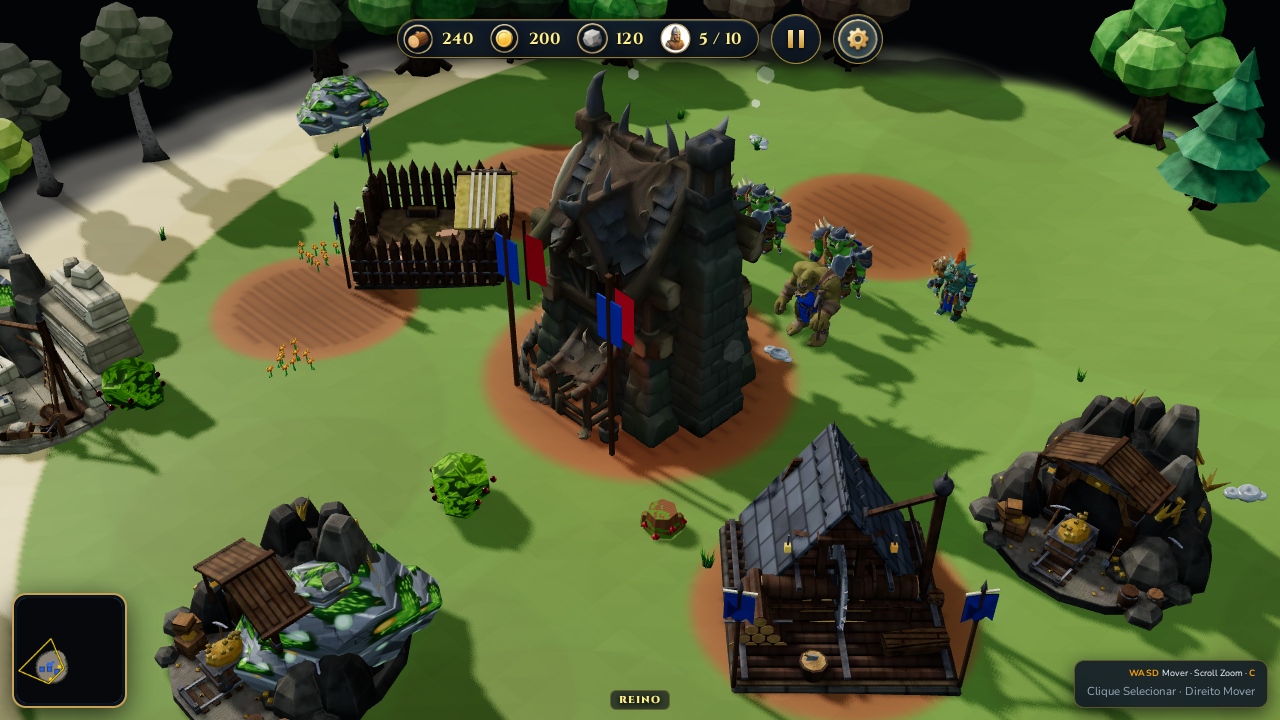 240 200 120 5 / 10
REINO
WASD Mover · Scroll Zoom · C
Clique Selecionar · Direito Mover